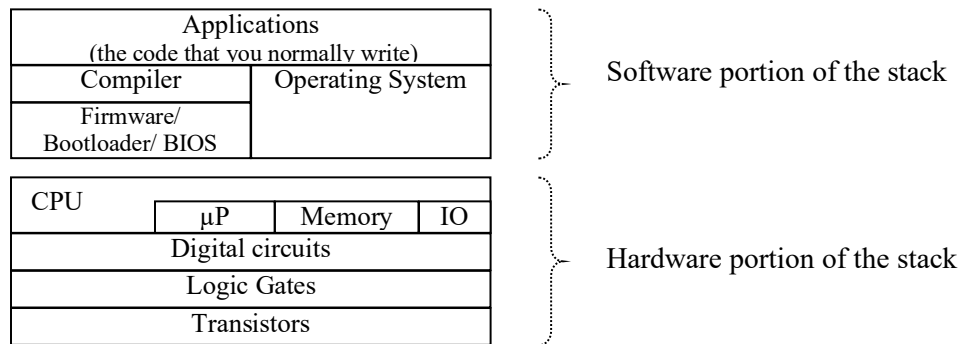 Applications
(the code that you normally write)
Compiler
Operating System
Firmware/
Bootloader/ BIOS
Software portion of the stack
CPU
µP
Memory
IO
Digital circuits
Logic Gates
Transistors
Hardware portion of the stack